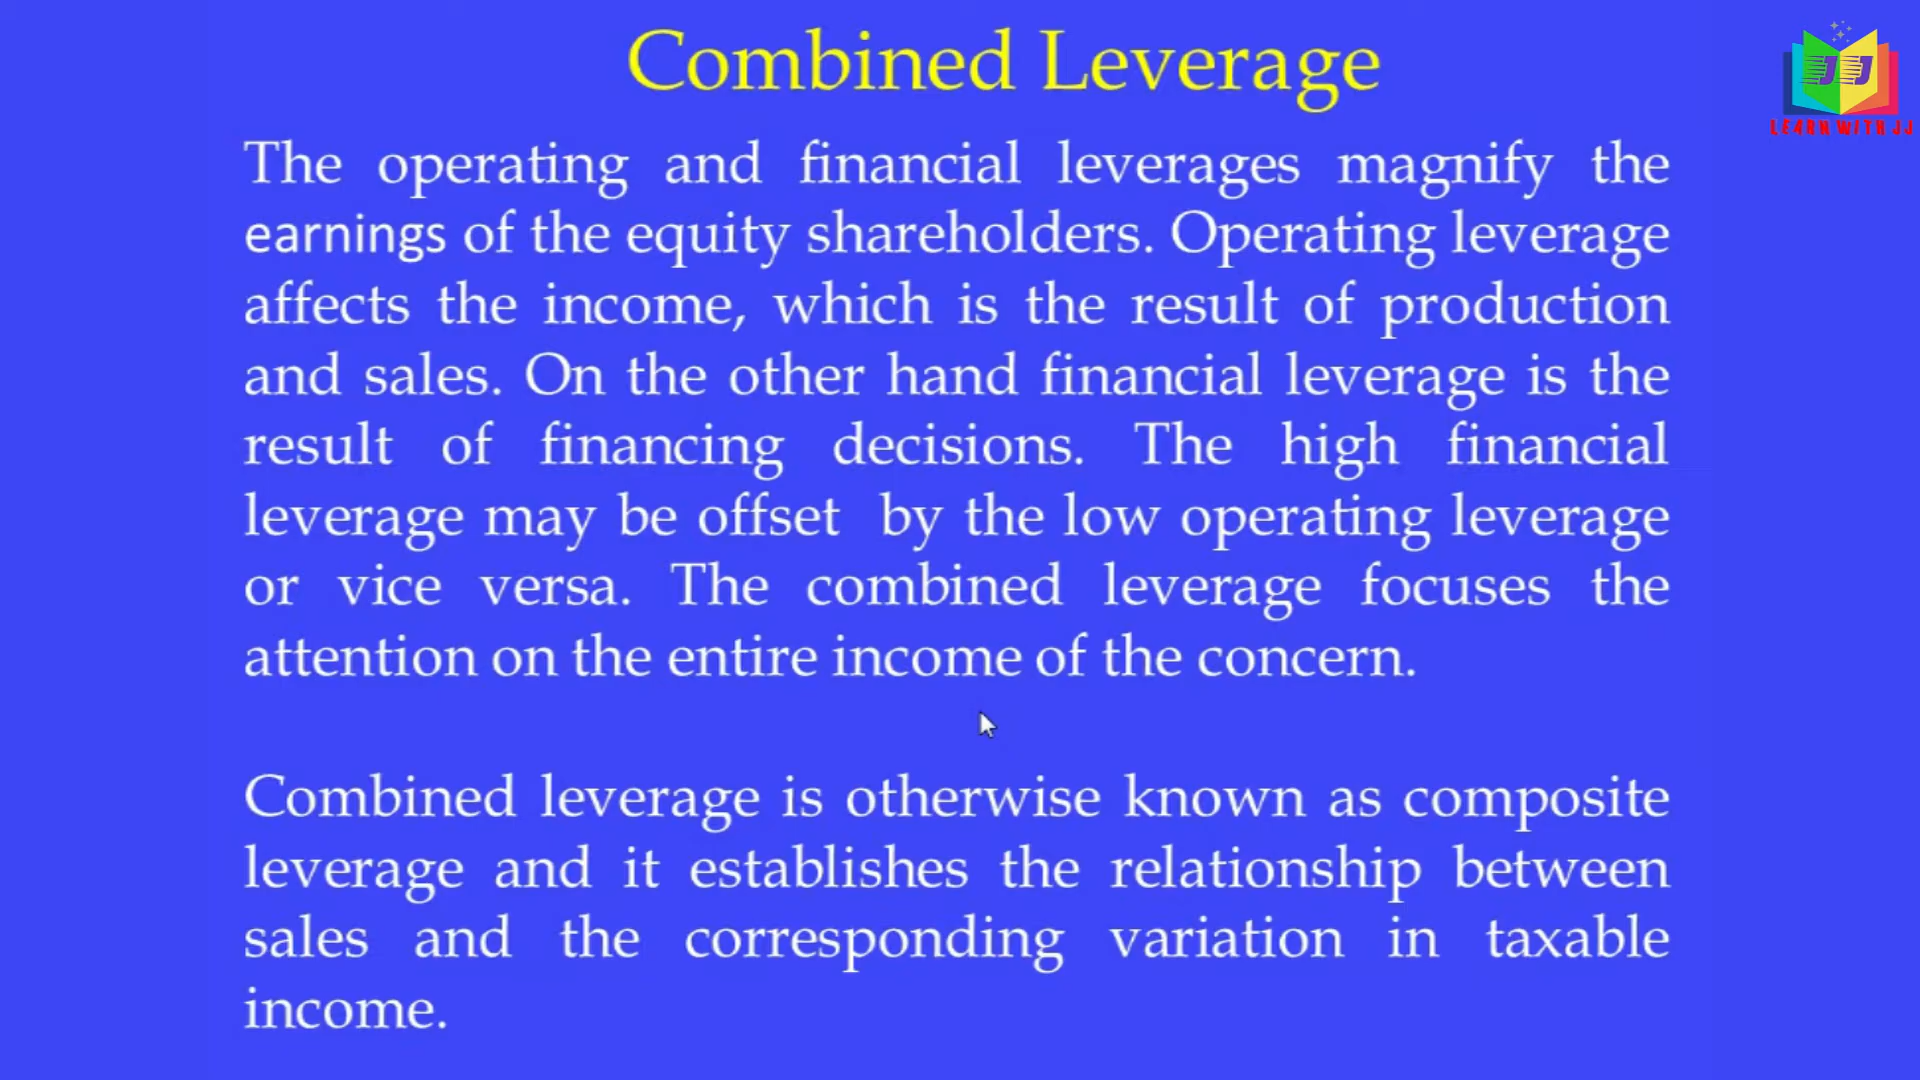 Combined Leverage
JJ
LEARN WITH JJ
The operating and financial leverages magnify the
earnings of the equity shareholders. Operating leverage
affects the income, which is the result of production
and sales. On the other hand financial leverage is the
result of financing decisions. The high financial
leverage may be offset by the low operating leverage
or vice versa. The combined leverage focuses the
attention on the entire income of the concern.
Combined leverage is otherwise known as composite
leverage and it establishes the relationship between
sales and the corresponding variation in taxable
income.